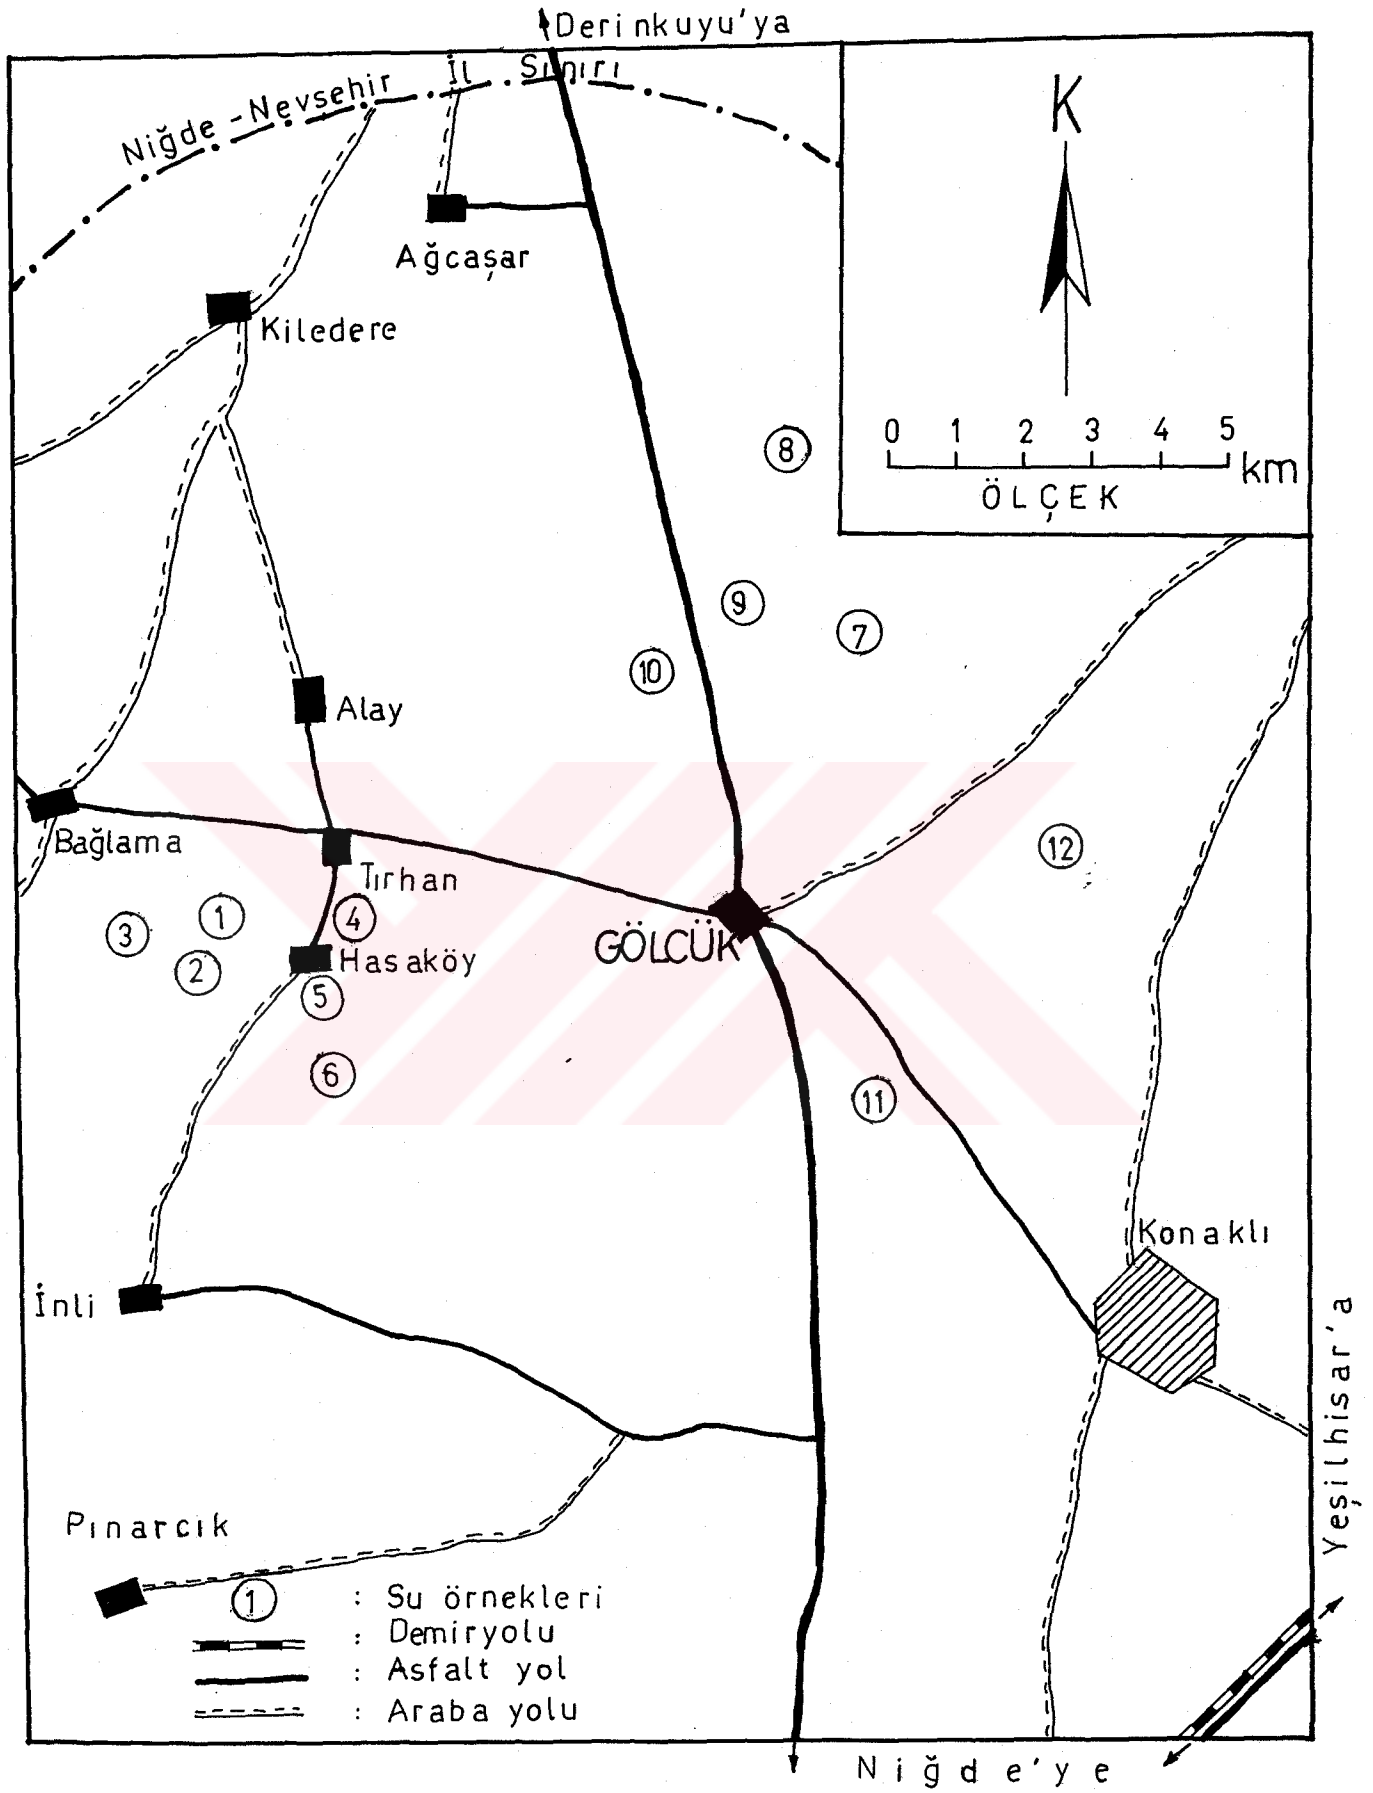 Derinkuyu'ya
Niğde-Nevşehir İl Sınırı
K
Ağcaşar
Kiledere
0 1 2 3 4 5 km
ÖLÇEK
8
9
7
10
Alay
Bağlama
12
Tırhan
3
1
4
GÖLCÜK
2
Hasaköy
5
6
11
Konaklı
İnli
Yeşilhisar'a
Pınarcık
1 : Su örnekleri
: Demiryolu
: Asfalt yol
: Araba yolu
Niğde'ye